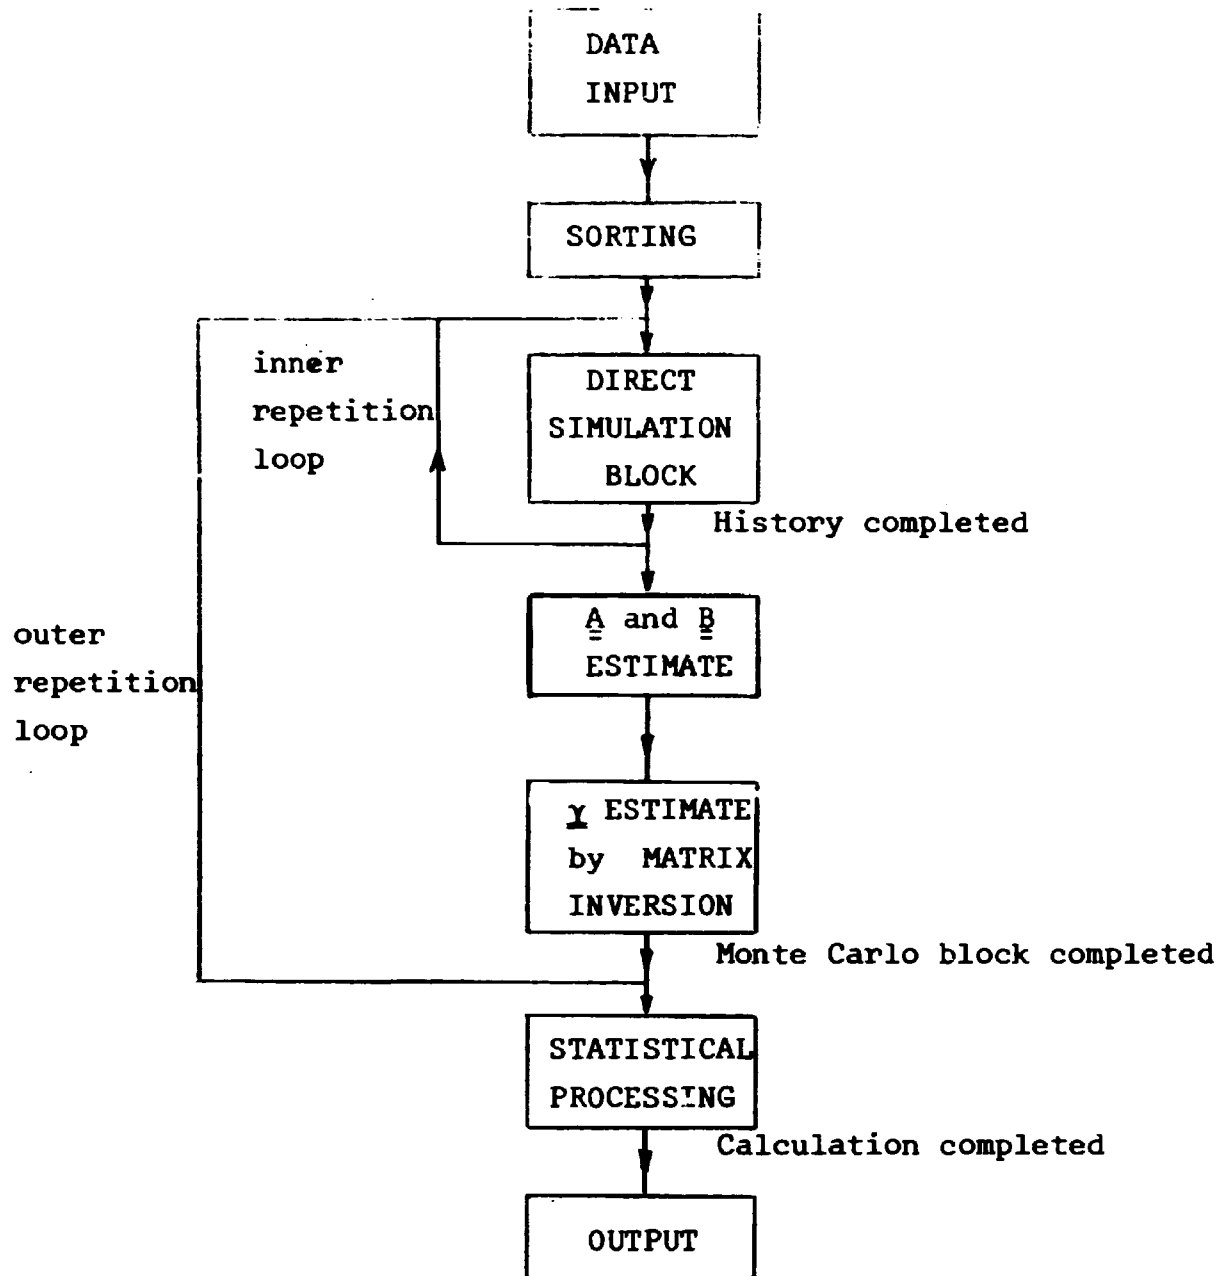 DATA
INPUT
SORTING
inner
repetition
loop
DIRECT
SIMULATION
BLOCK
History completed
A and B
ESTIMATE
outer
repetition
loop
γ ESTIMATE
by MATRIX
INVERSION
Monte Carlo block completed
STATISTICAL
PROCESSING
Calculation completed
OUTPUT